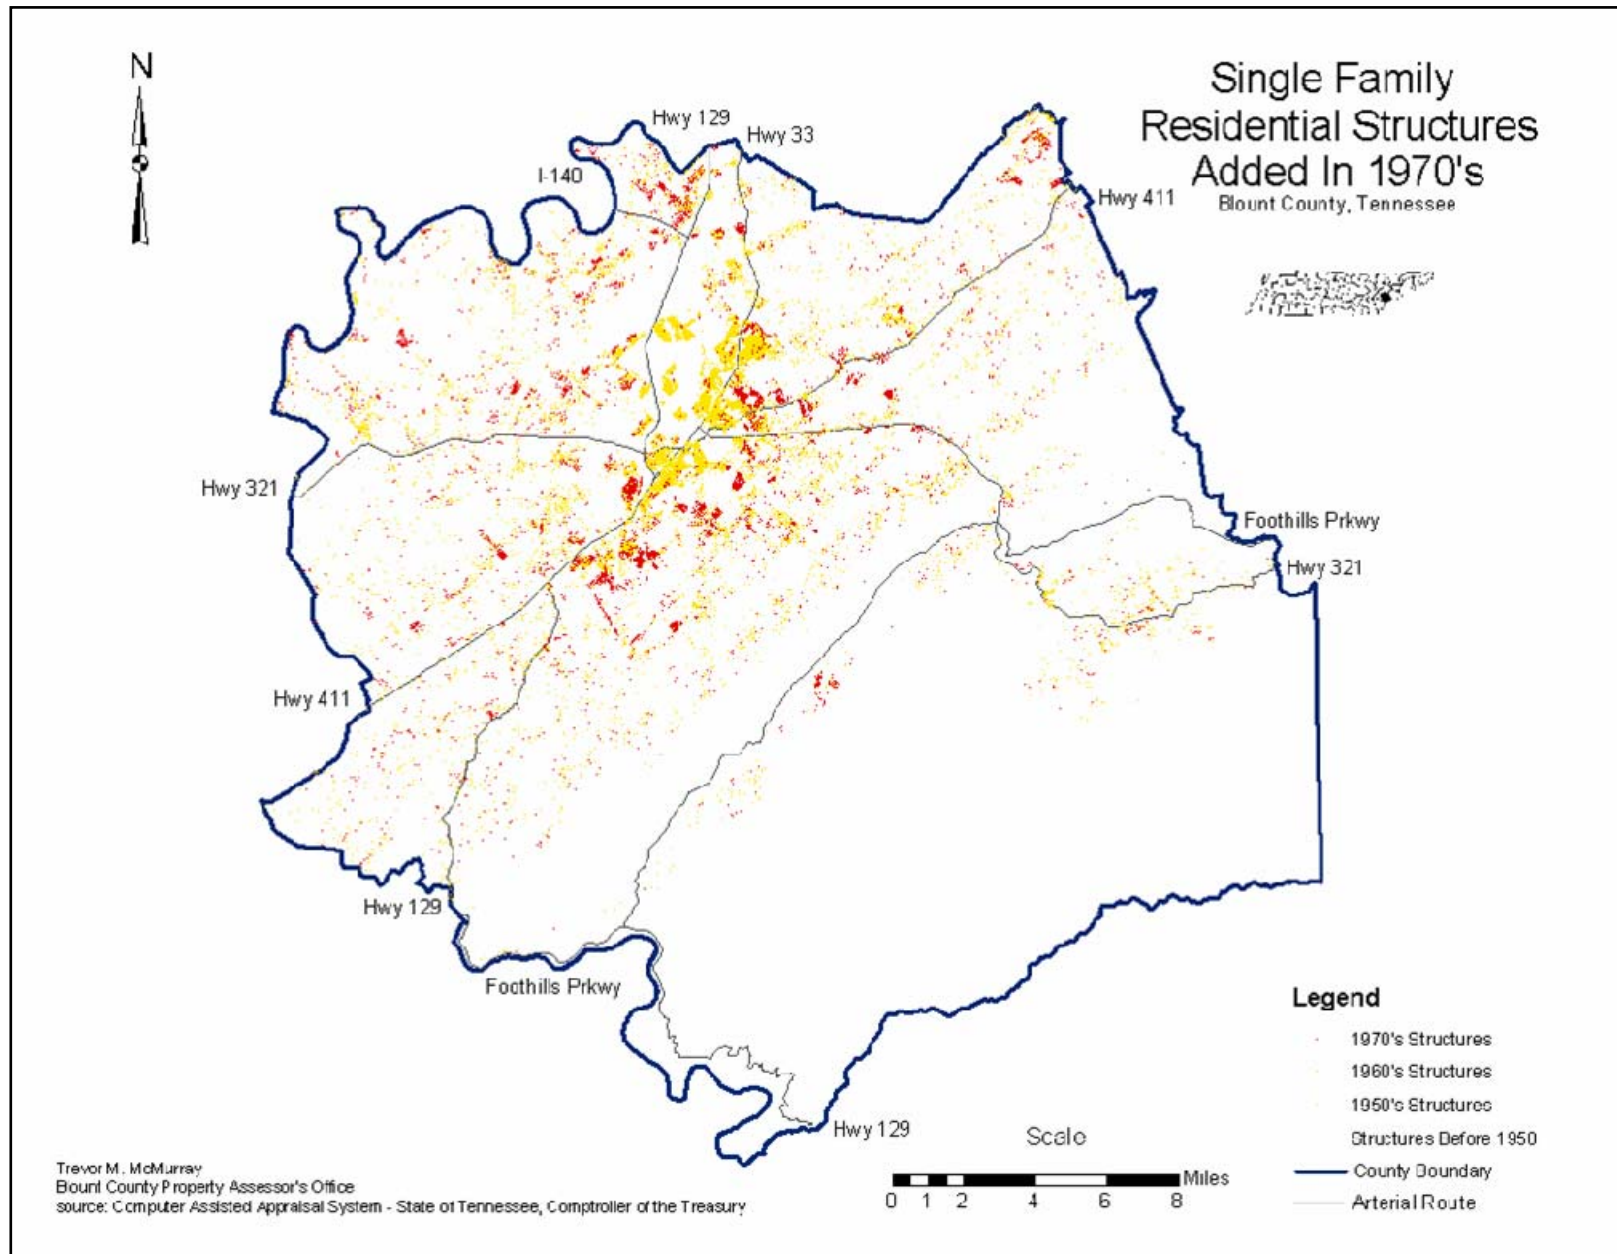 N
Single Family
Residential Structures
Added In 1970's
Blount County, Tennessee
Hwy 129
Hwy 33
I-140
Hwy 411
Hwy 321
Foothills Prkwy
Hwy 321
Hwy 411
Hwy 129
Foothills Prkwy
Hwy 129
Legend
1970's Structures
1960's Structures
1950's Structures
Structures Before 1950
County Boundary
Arterial Route
Scale
Miles
0 1 2 4 6 8
Trevor M. McMurray
Blount County Property Assessor's Office
source: Computer Assisted Appraisal System - State of Tennessee, Comptroller of the Treasury